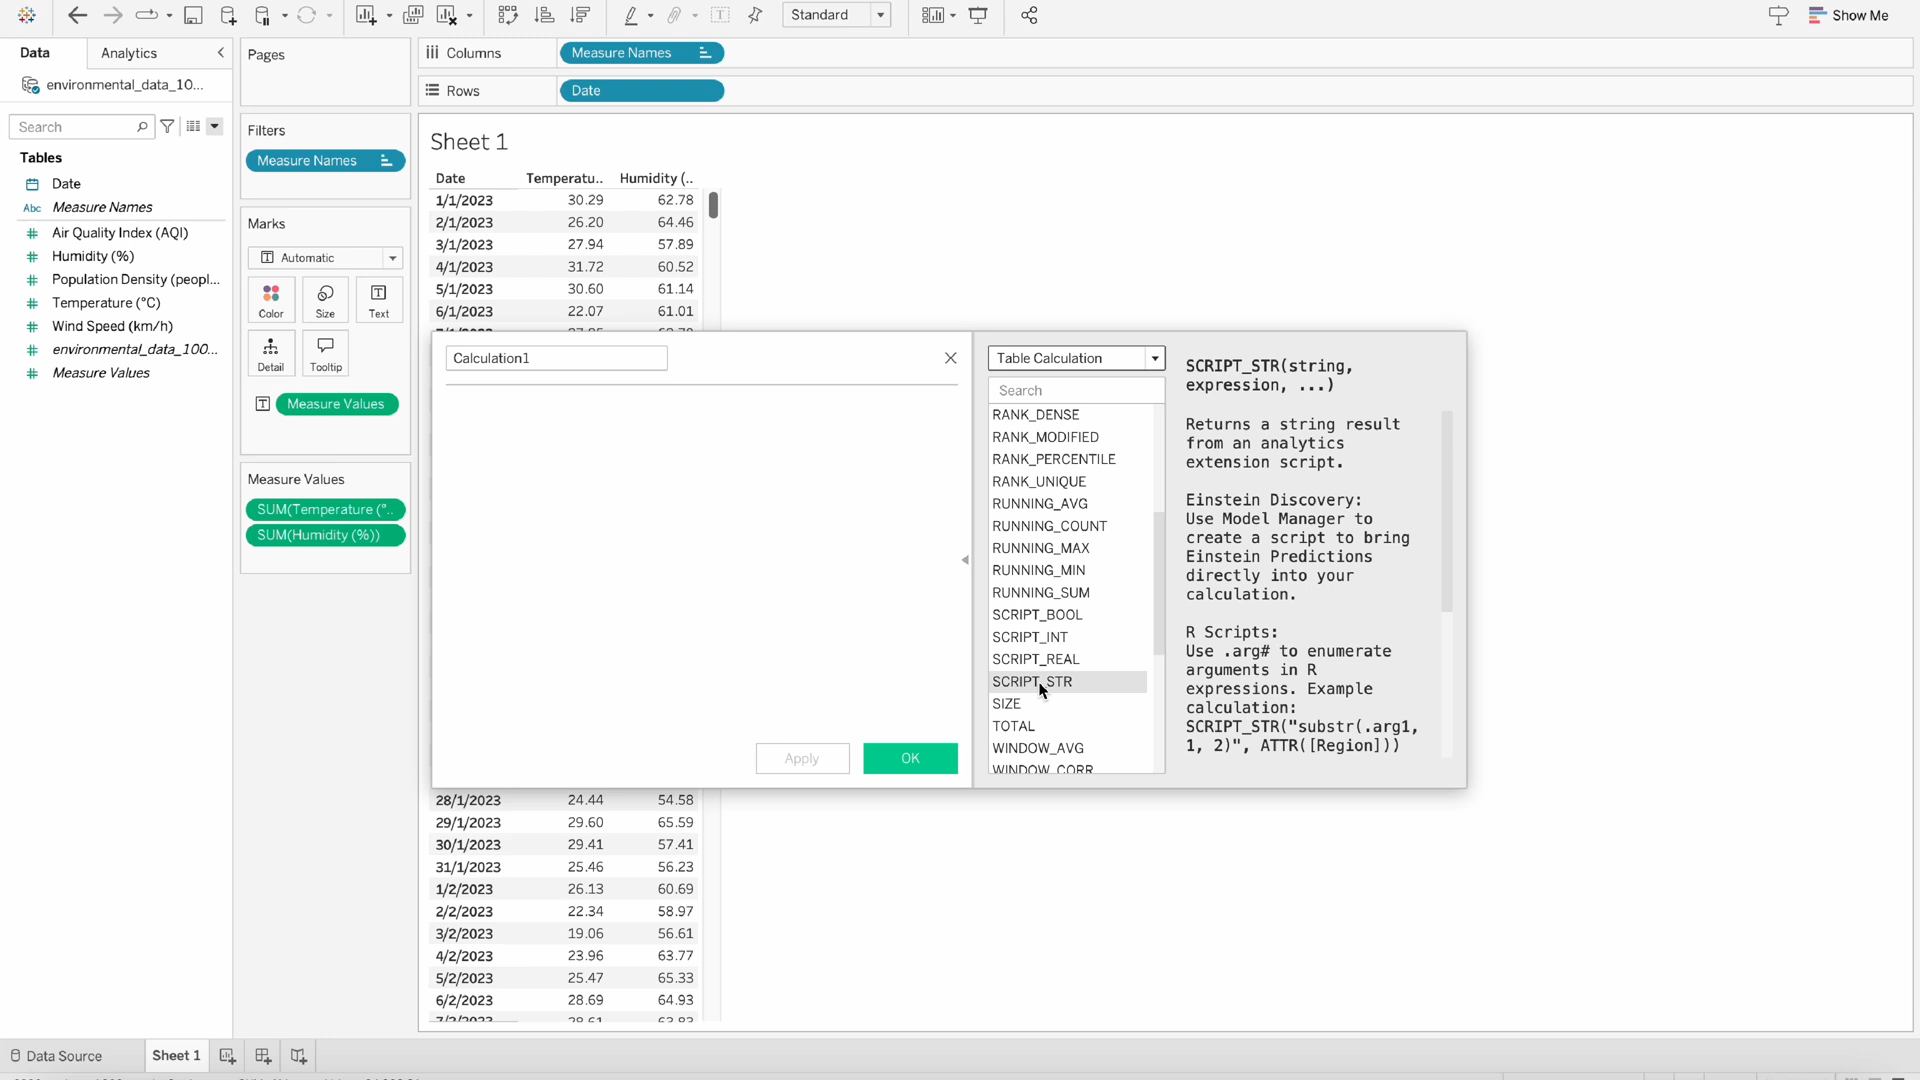 Standard
Show Me
Data
Analytics
environmental_data_10...
Search
Tables
Date
Abc Measure Names
Air Quality Index (AQI)
Humidity (%)
Population Density (peopl...
Temperature (°C)
Wind Speed (km/h)
environmental_data_100...
Measure Values
Pages
Filters
Measure Names
Marks
Automatic
Color
Size
Text
Detail
Tooltip
Measure Values
Measure Values
SUM(Temperature (°..
SUM(Humidity (%))
Columns
Measure Names
Rows
Date
Sheet 1
Date Temperatu.. Humidity (..
1/1/2023 30.29 62.78
2/1/2023 26.20 64.46
3/1/2023 27.94 57.89
4/1/2023 31.72 60.52
5/1/2023 30.60 61.14
6/1/2023 22.07 61.01
Calculation1
Apply
OK
Table Calculation
Search
RANK_DENSE
RANK_MODIFIED
RANK_PERCENTILE
RANK_UNIQUE
RUNNING_AVG
RUNNING_COUNT
RUNNING_MAX
RUNNING_MIN
RUNNING_SUM
SCRIPT_BOOL
SCRIPT_INT
SCRIPT_REAL
SCRIPT_STR
SIZE
TOTAL
WINDOW_AVG
WINDOW_CORR
SCRIPT_STR(string,
expression, ...)
Returns a string result
from an analytics
extension script.
Einstein Discovery:
Use Model Manager to
create a script to bring
Einstein Predictions
directly into your
calculation.
R Scripts:
Use .arg# to enumerate
arguments in R
expressions. Example
calculation:
SCRIPT_STR("substr(.arg1,
1, 2)", ATTR([Region]))
28/1/2023 24.44 54.58
29/1/2023 29.60 65.59
30/1/2023 29.41 57.41
31/1/2023 25.46 56.23
1/2/2023 26.13 60.69
2/2/2023 22.34 58.97
3/2/2023 19.06 56.61
4/2/2023 23.96 63.77
5/2/2023 25.47 65.33
6/2/2023 28.69 64.93
7/2/2023 28.61 63.83
Data Source
Sheet 1